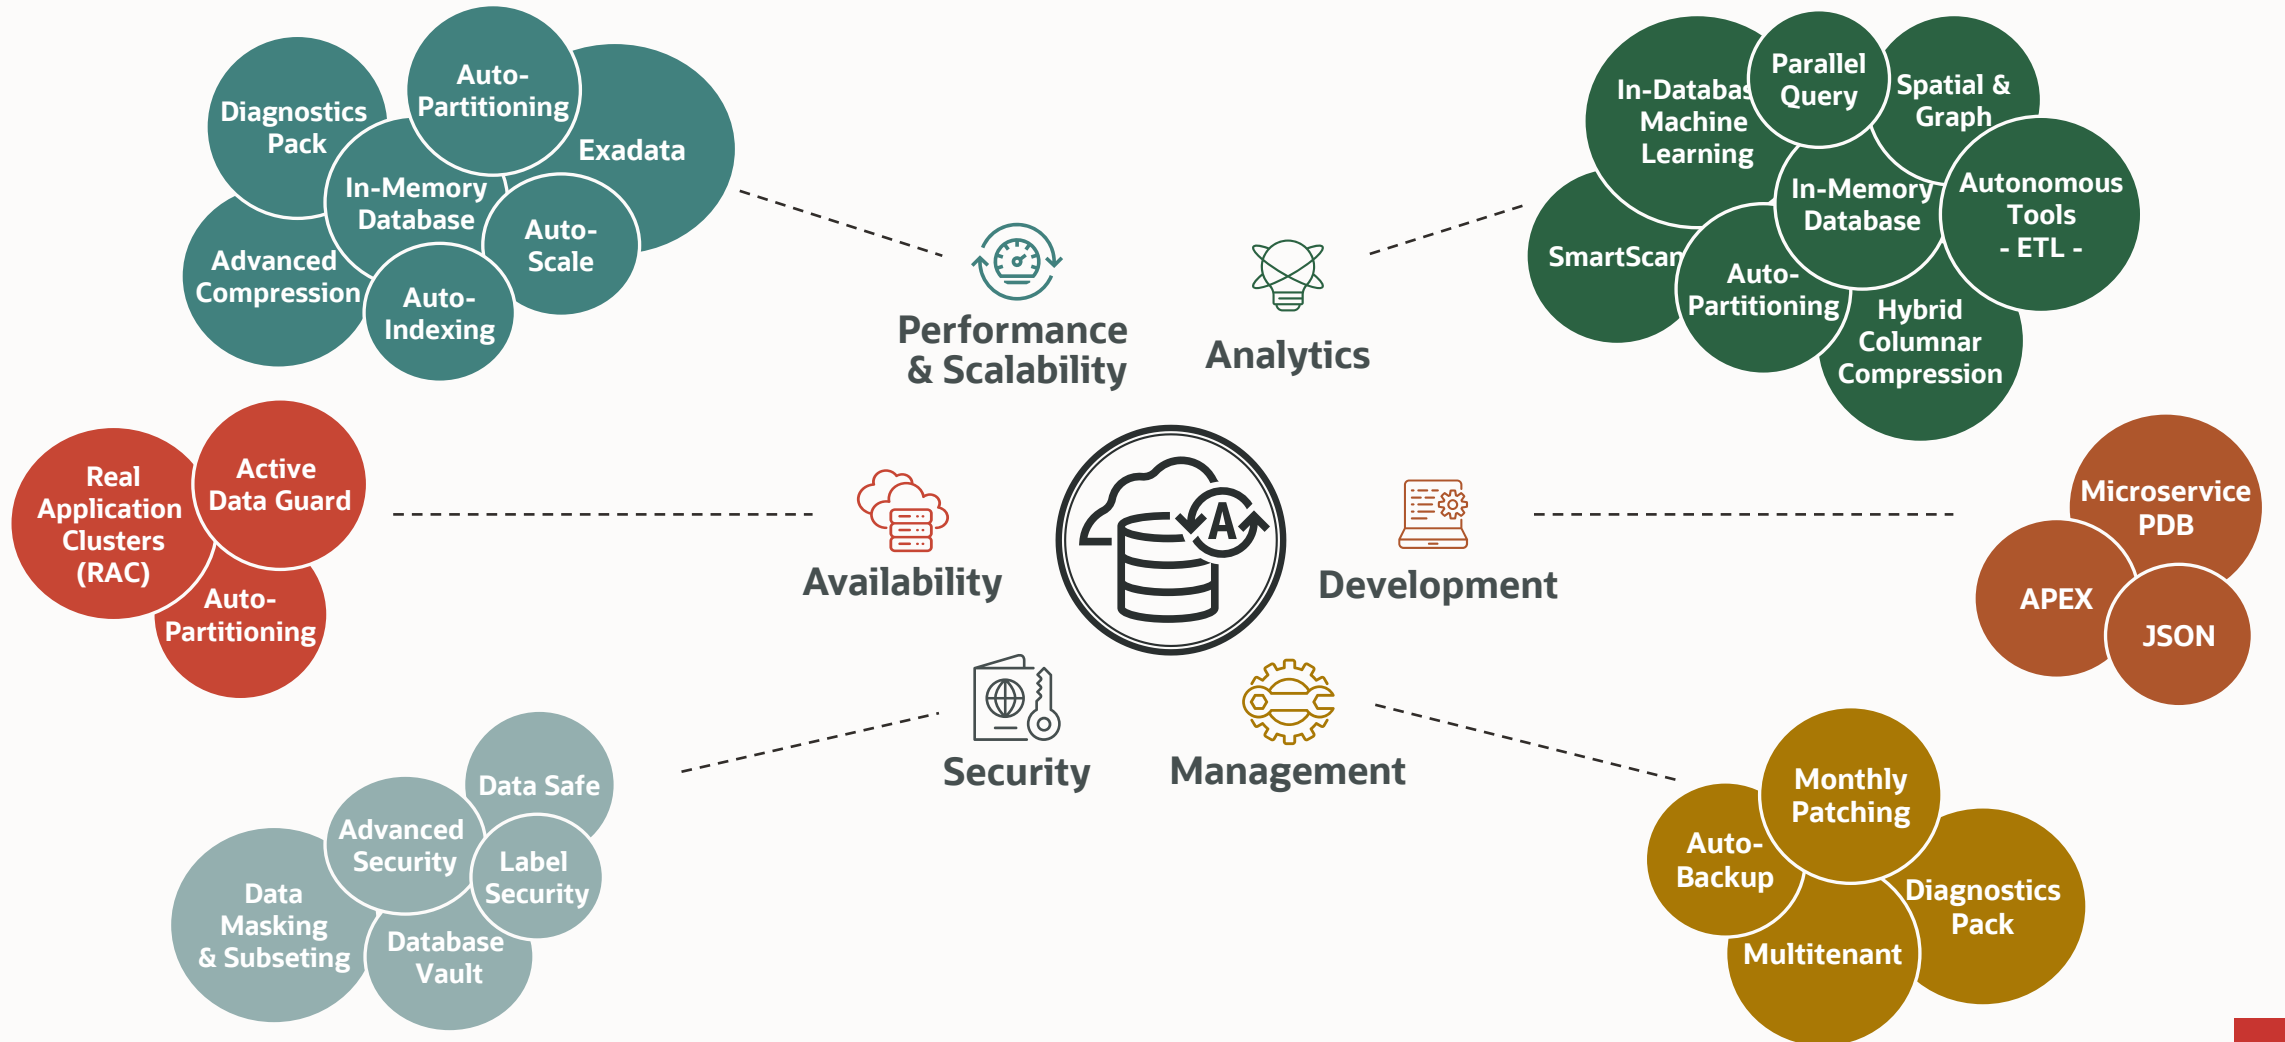 Diagnostics
Pack
Auto-
Partitioning
Exadata
In-Memory
Database
Auto-
Scale
Advanced
Compression
Auto-
Indexing
Performance
& Scalability
Analytics
In-Databas
Machine
Learning
Parallel
Query
Spatial &
Graph
SmartScan
In-Memory
Database
Autonomous
Tools
- ETL -
Auto-
Partitioning
Hybrid
Columnar
Compression
Real
Application
Clusters
(RAC)
Active
Data Guard
Auto-
Partitioning
Availability
A
Development
Microservice
PDB
APEX
JSON
Security
Management
Data Safe
Advanced
Security
Label
Security
Data
Masking
& Subseting
Database
Vault
Monthly
Patching
Auto-
Backup
Diagnostics
Pack
Multitenant